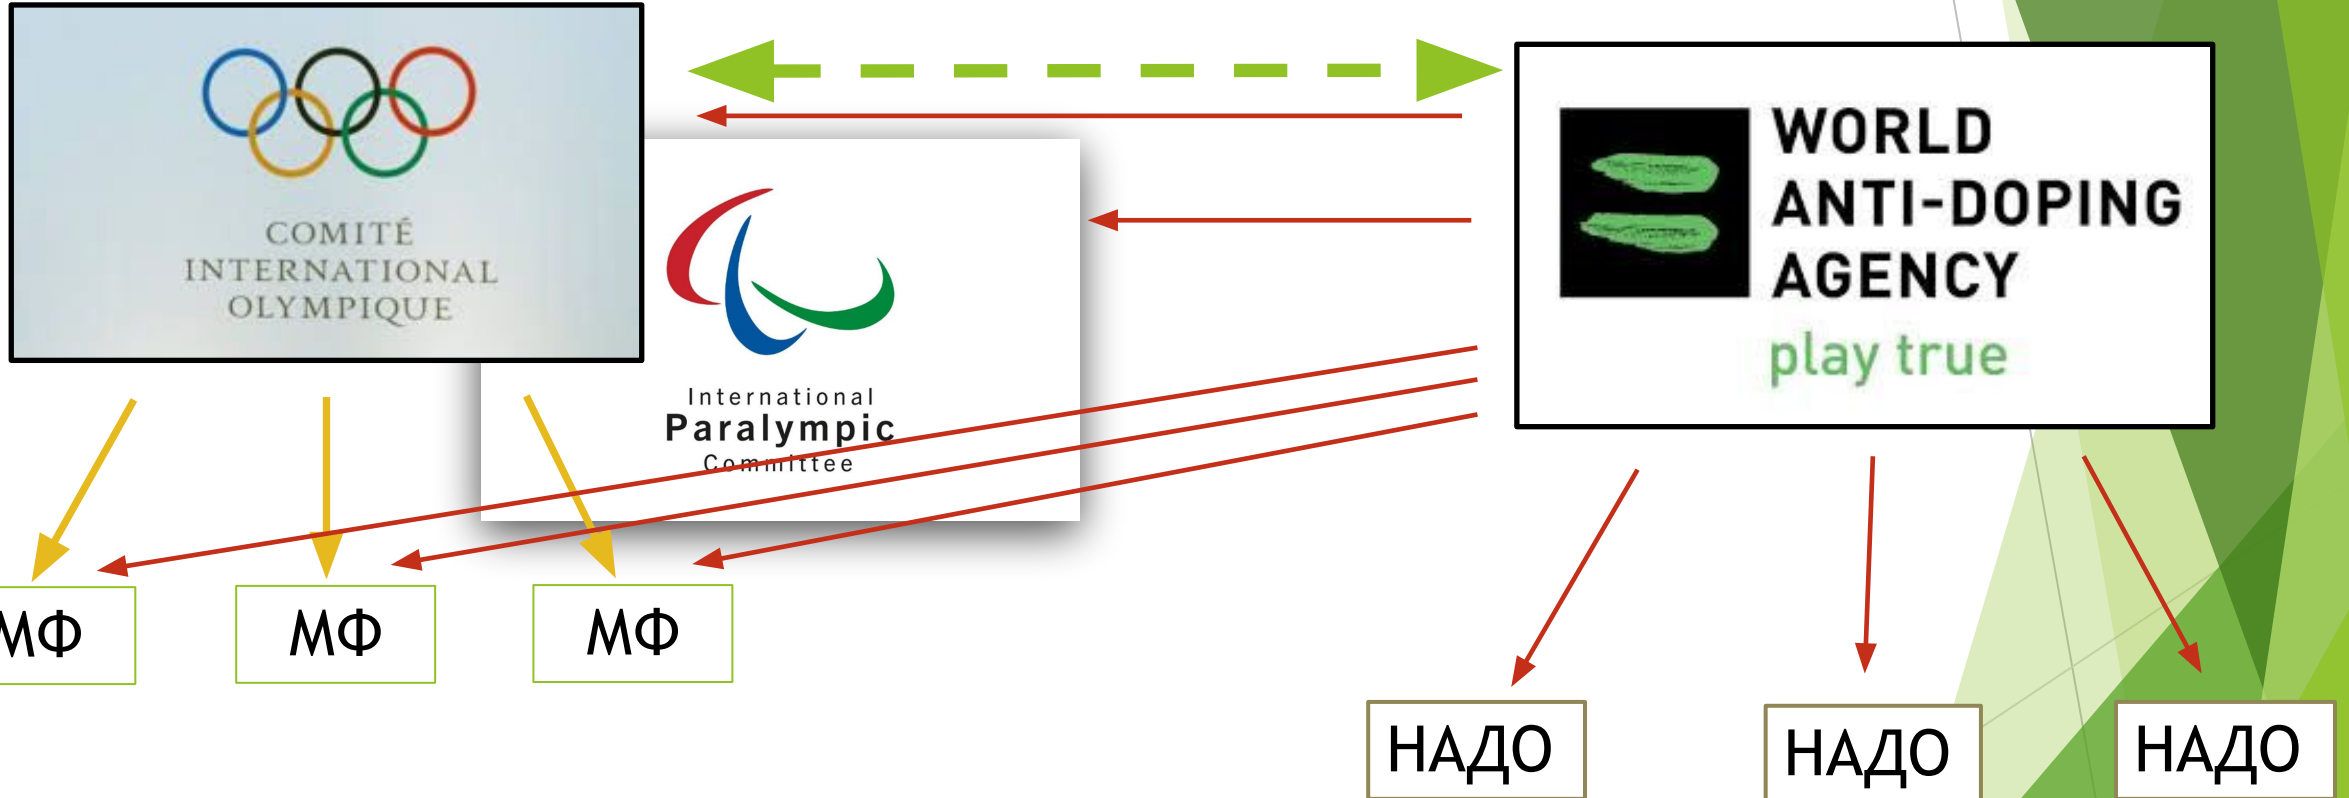 COMITÉ
INTERNATIONAL
OLYMPIQUE
International
Paralympic
Committee
WORLD
ANTI-DOPING
AGENCY
play true
МФ
МФ
МФ
НАДО
НАДО
НАДО